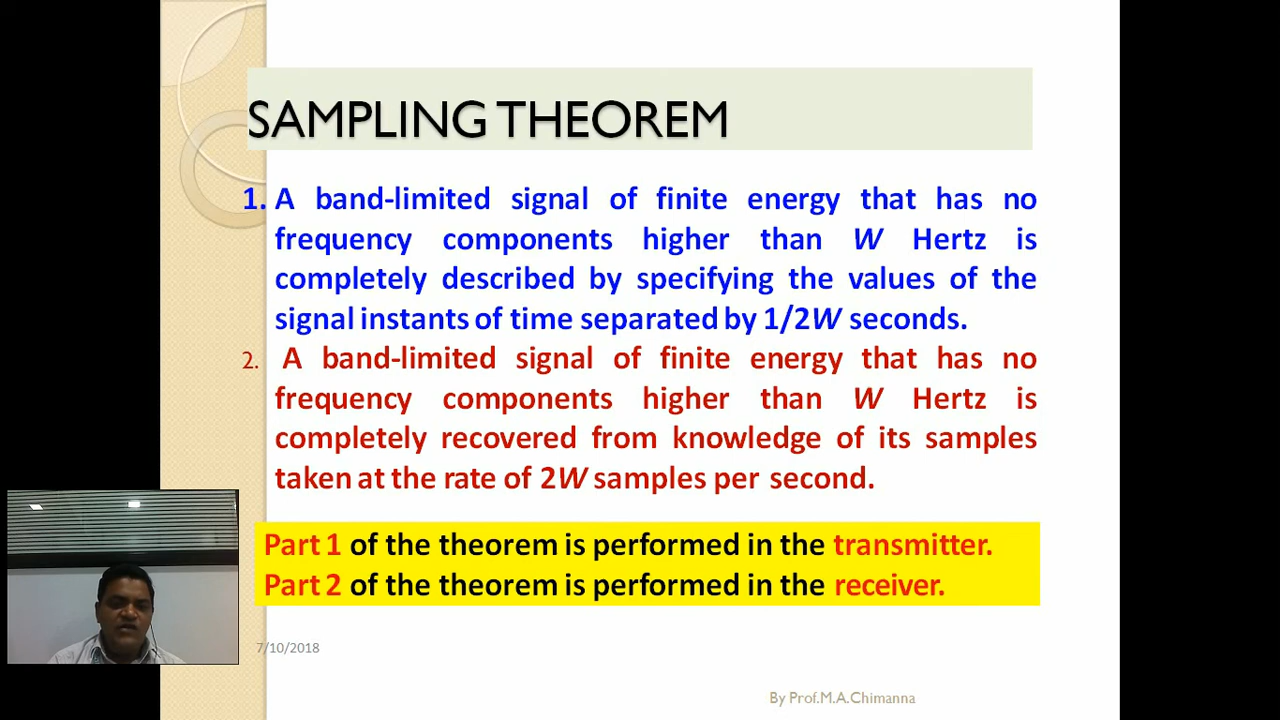 SAMPLING THEOREM
1. A band-limited signal of finite energy that has no
frequency components higher than W Hertz is
completely described by specifying the values of the
signal instants of time separated by 1/2W seconds.
2. A band-limited signal of finite energy that has no
frequency components higher than W Hertz is
completely recovered from knowledge of its samples
taken at the rate of 2W samples per second.
Part 1 of the theorem is performed in the transmitter.
Part 2 of the theorem is performed in the receiver.
7/10/2018
By Prof.M.A.Chimanna